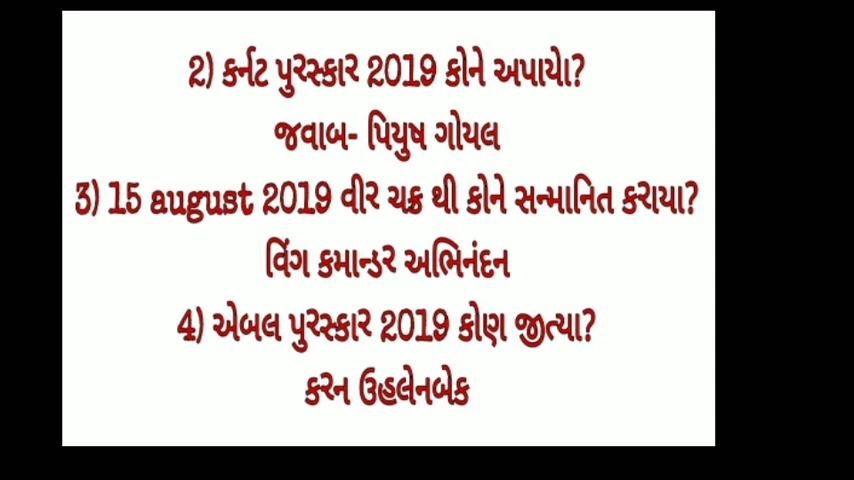 2) કર્નટ પુરસ્કાર 2019 કોને અપાયેા?
જવાબ- પિયુષ ગોયલ
3) 15 august 2019 વીર ચક્ર થી કોને સન્માનિત કરાયા?
વિંગ કમાન્ડર અભિનંદન
4) એબલ પુરસ્કાર 2019 કોણ જીત્યા?
કરેન ઉહલેનબેક